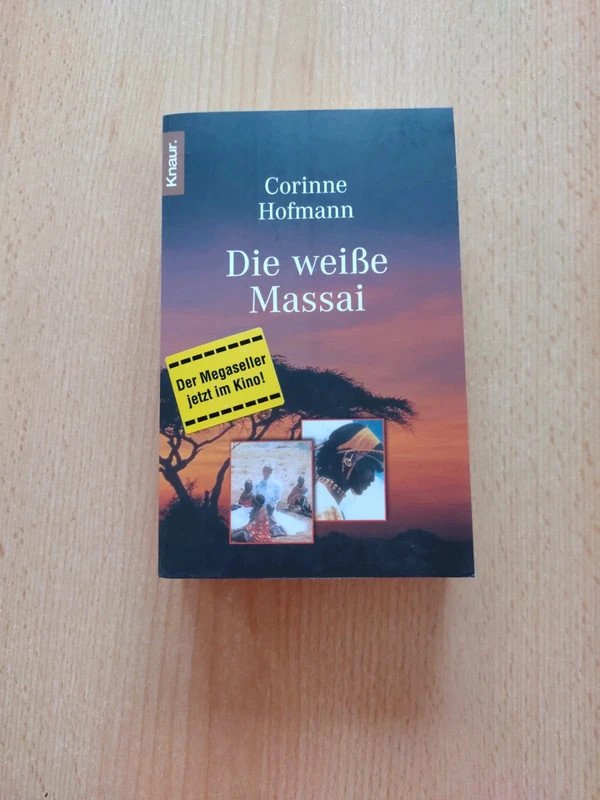 Knaur.
Corinne
Hofmann
Die weiße
Massai
Der Megaseller
jetzt im Kino!